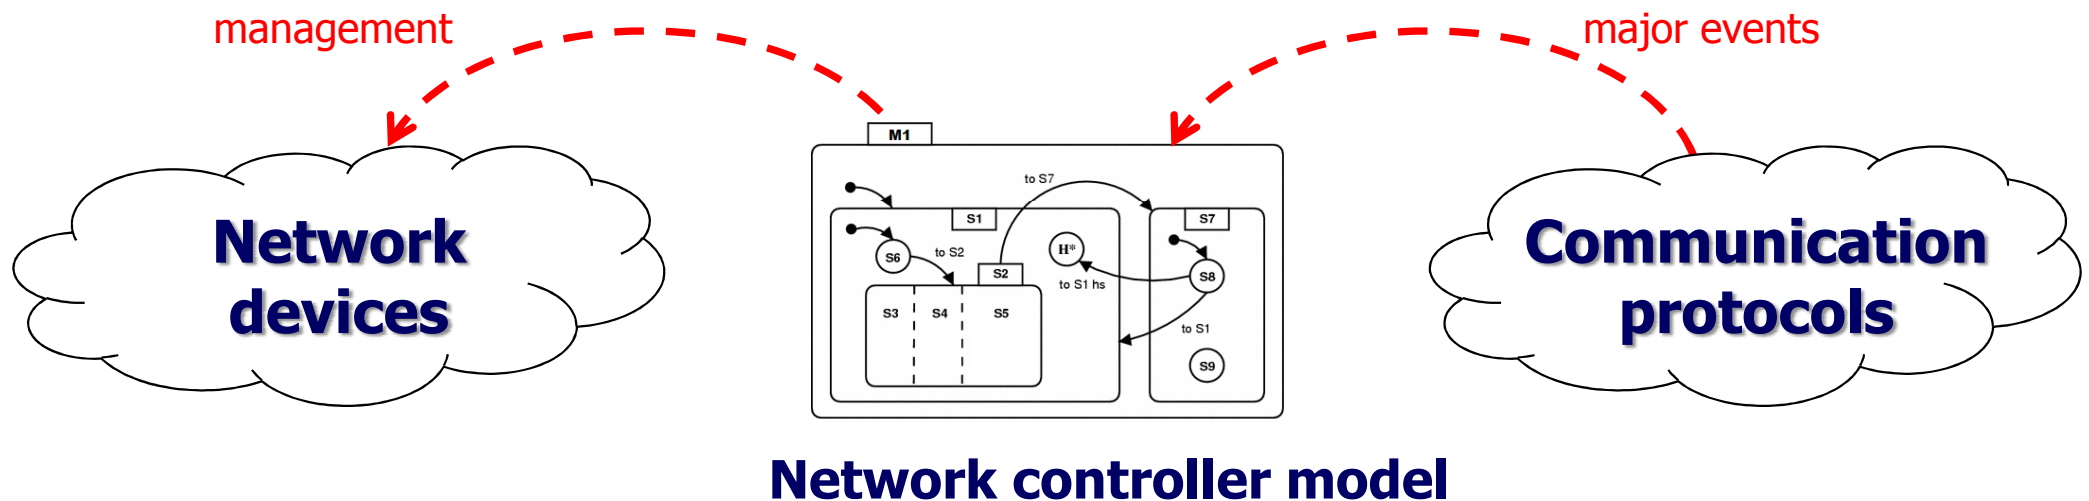 management
major events
M1
to S7
S1
S7
S6
to S2
H*
S2
S8
to S1 hs
S3
S4
S5
to S1
S9
Network
devices
Communication
protocols
Network controller model